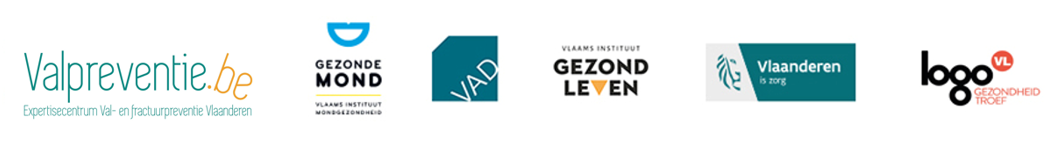 Valpreventie.be
Expertisecentrum Val- en fractuurpreventie Vlaanderen
GEZONDE
MOND
VLAAMS INSTITUUT
MONDGEZONDHEID
VAD
VLAAMS INSTITUUT
GEZOND
LEVEN
Vlaanderen
is zorg
logo
VL
GEZONDHEID
TROEF